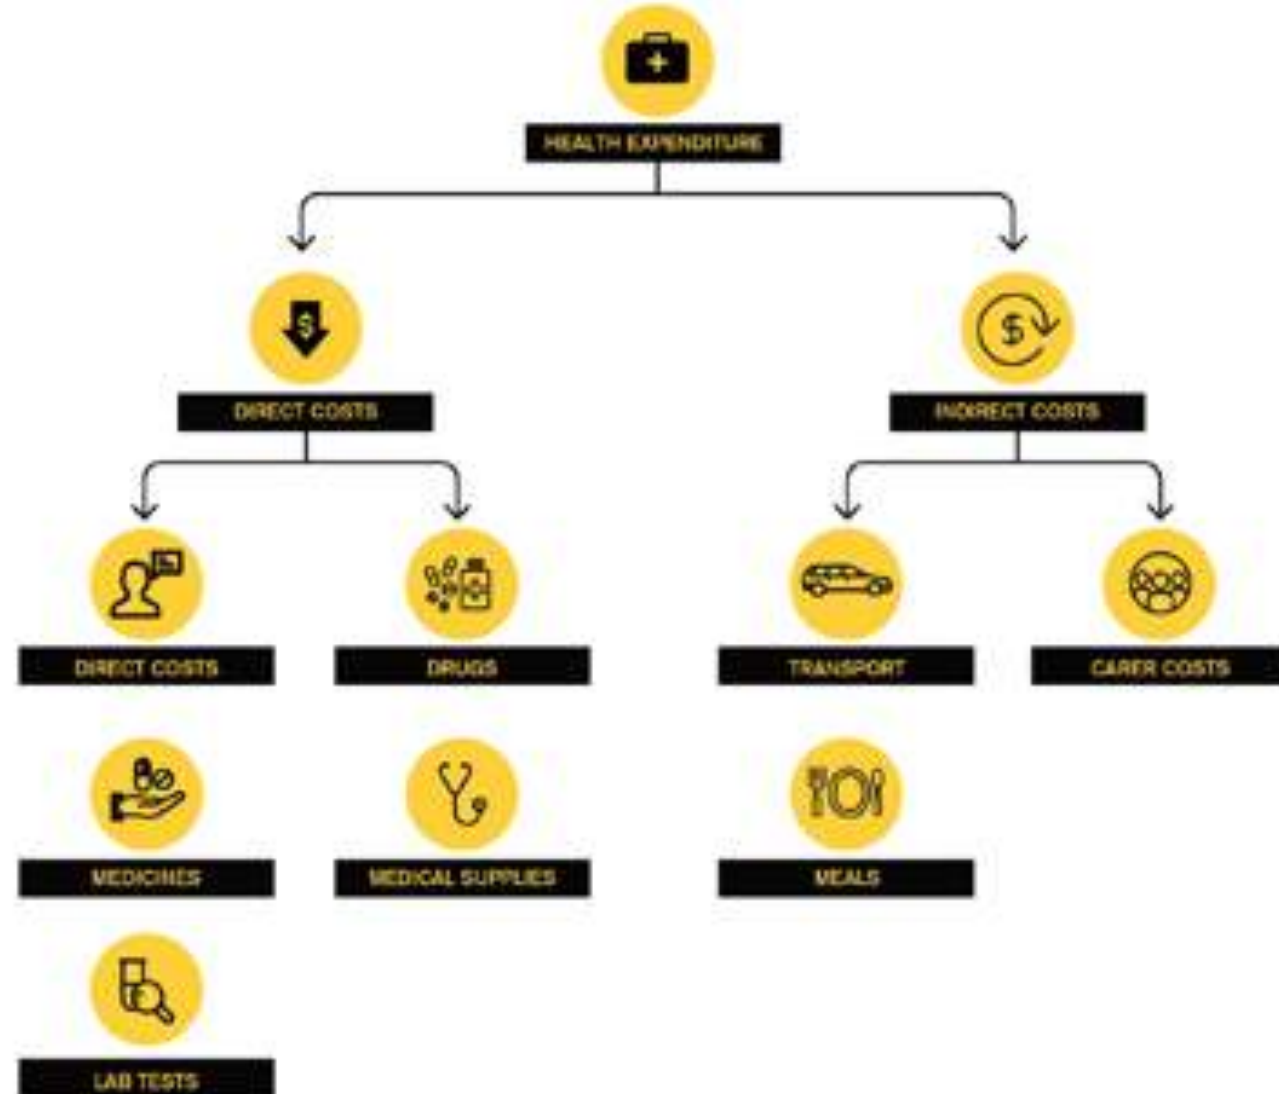 HEALTH EXPENDITURE
DIRECT COSTS
INDIRECT COSTS
DIRECT COSTS
DRUGS
TRANSPORT
CARER COSTS
MEDICINES
MEDICAL SUPPLIES
MEALS
LAB TESTS